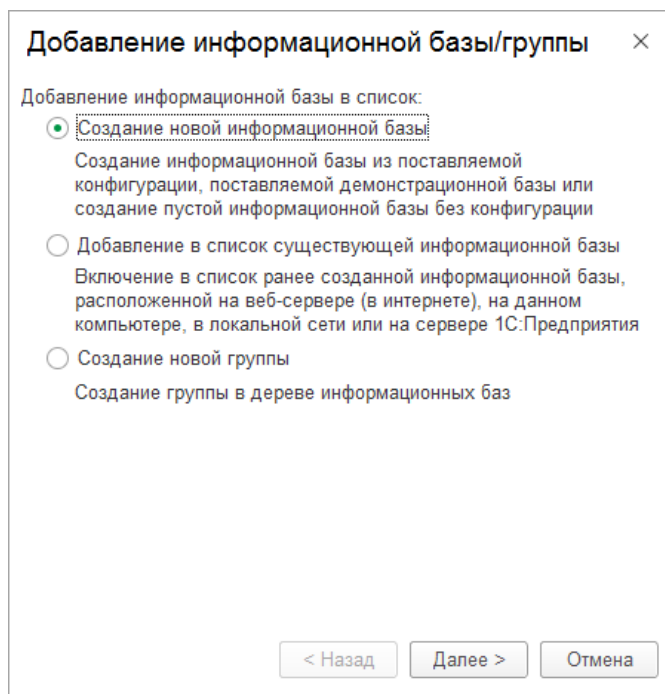 Добавление информационной базы/группы
Добавление информационной базы в список:
Создание новой информационной базы
Создание информационной базы из поставляемой
конфигурации, поставляемой демонстрационной базы или
создание пустой информационной базы без конфигурации
Добавление в список существующей информационной базы
Включение в список ранее созданной информационной базы,
расположенной на веб-сервере (в интернете), на данном
компьютере, в локальной сети или на сервере 1С:Предприятия
Создание новой группы
Создание группы в дереве информационных баз
< Назад Далее > Отмена